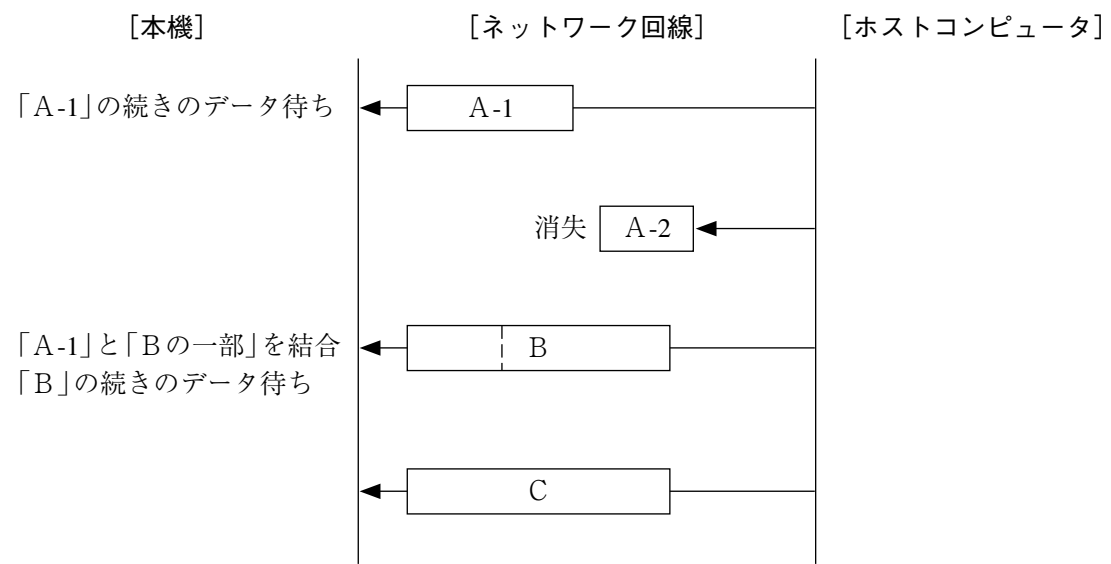 ［本機］ ［ネットワーク回線］ ［ホストコンピュータ］
「A-1」の続きのデータ待ち
A-1
消失 A-2
「A-1」と「Bの一部」を結合
「B」の続きのデータ待ち
B
C